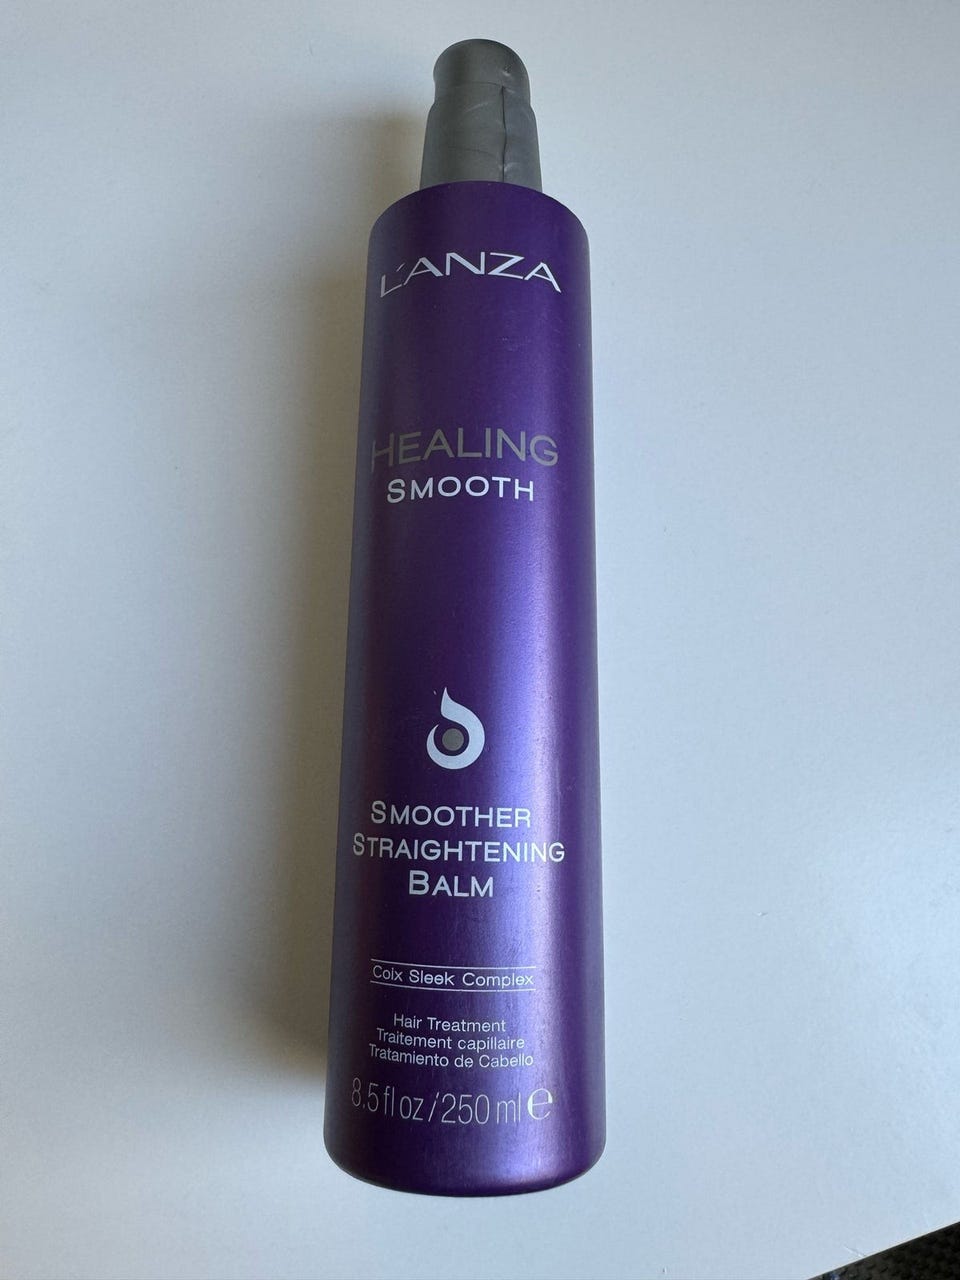 L'ANZA
HEALING
SMOOTH
SMOOTHER
STRAIGHTENING
BALM
Coix Sleek Complex
Hair Treatment
Traitement capillaire
Tratamiento de Cabello
8.5 fl oz / 250 ml ℮